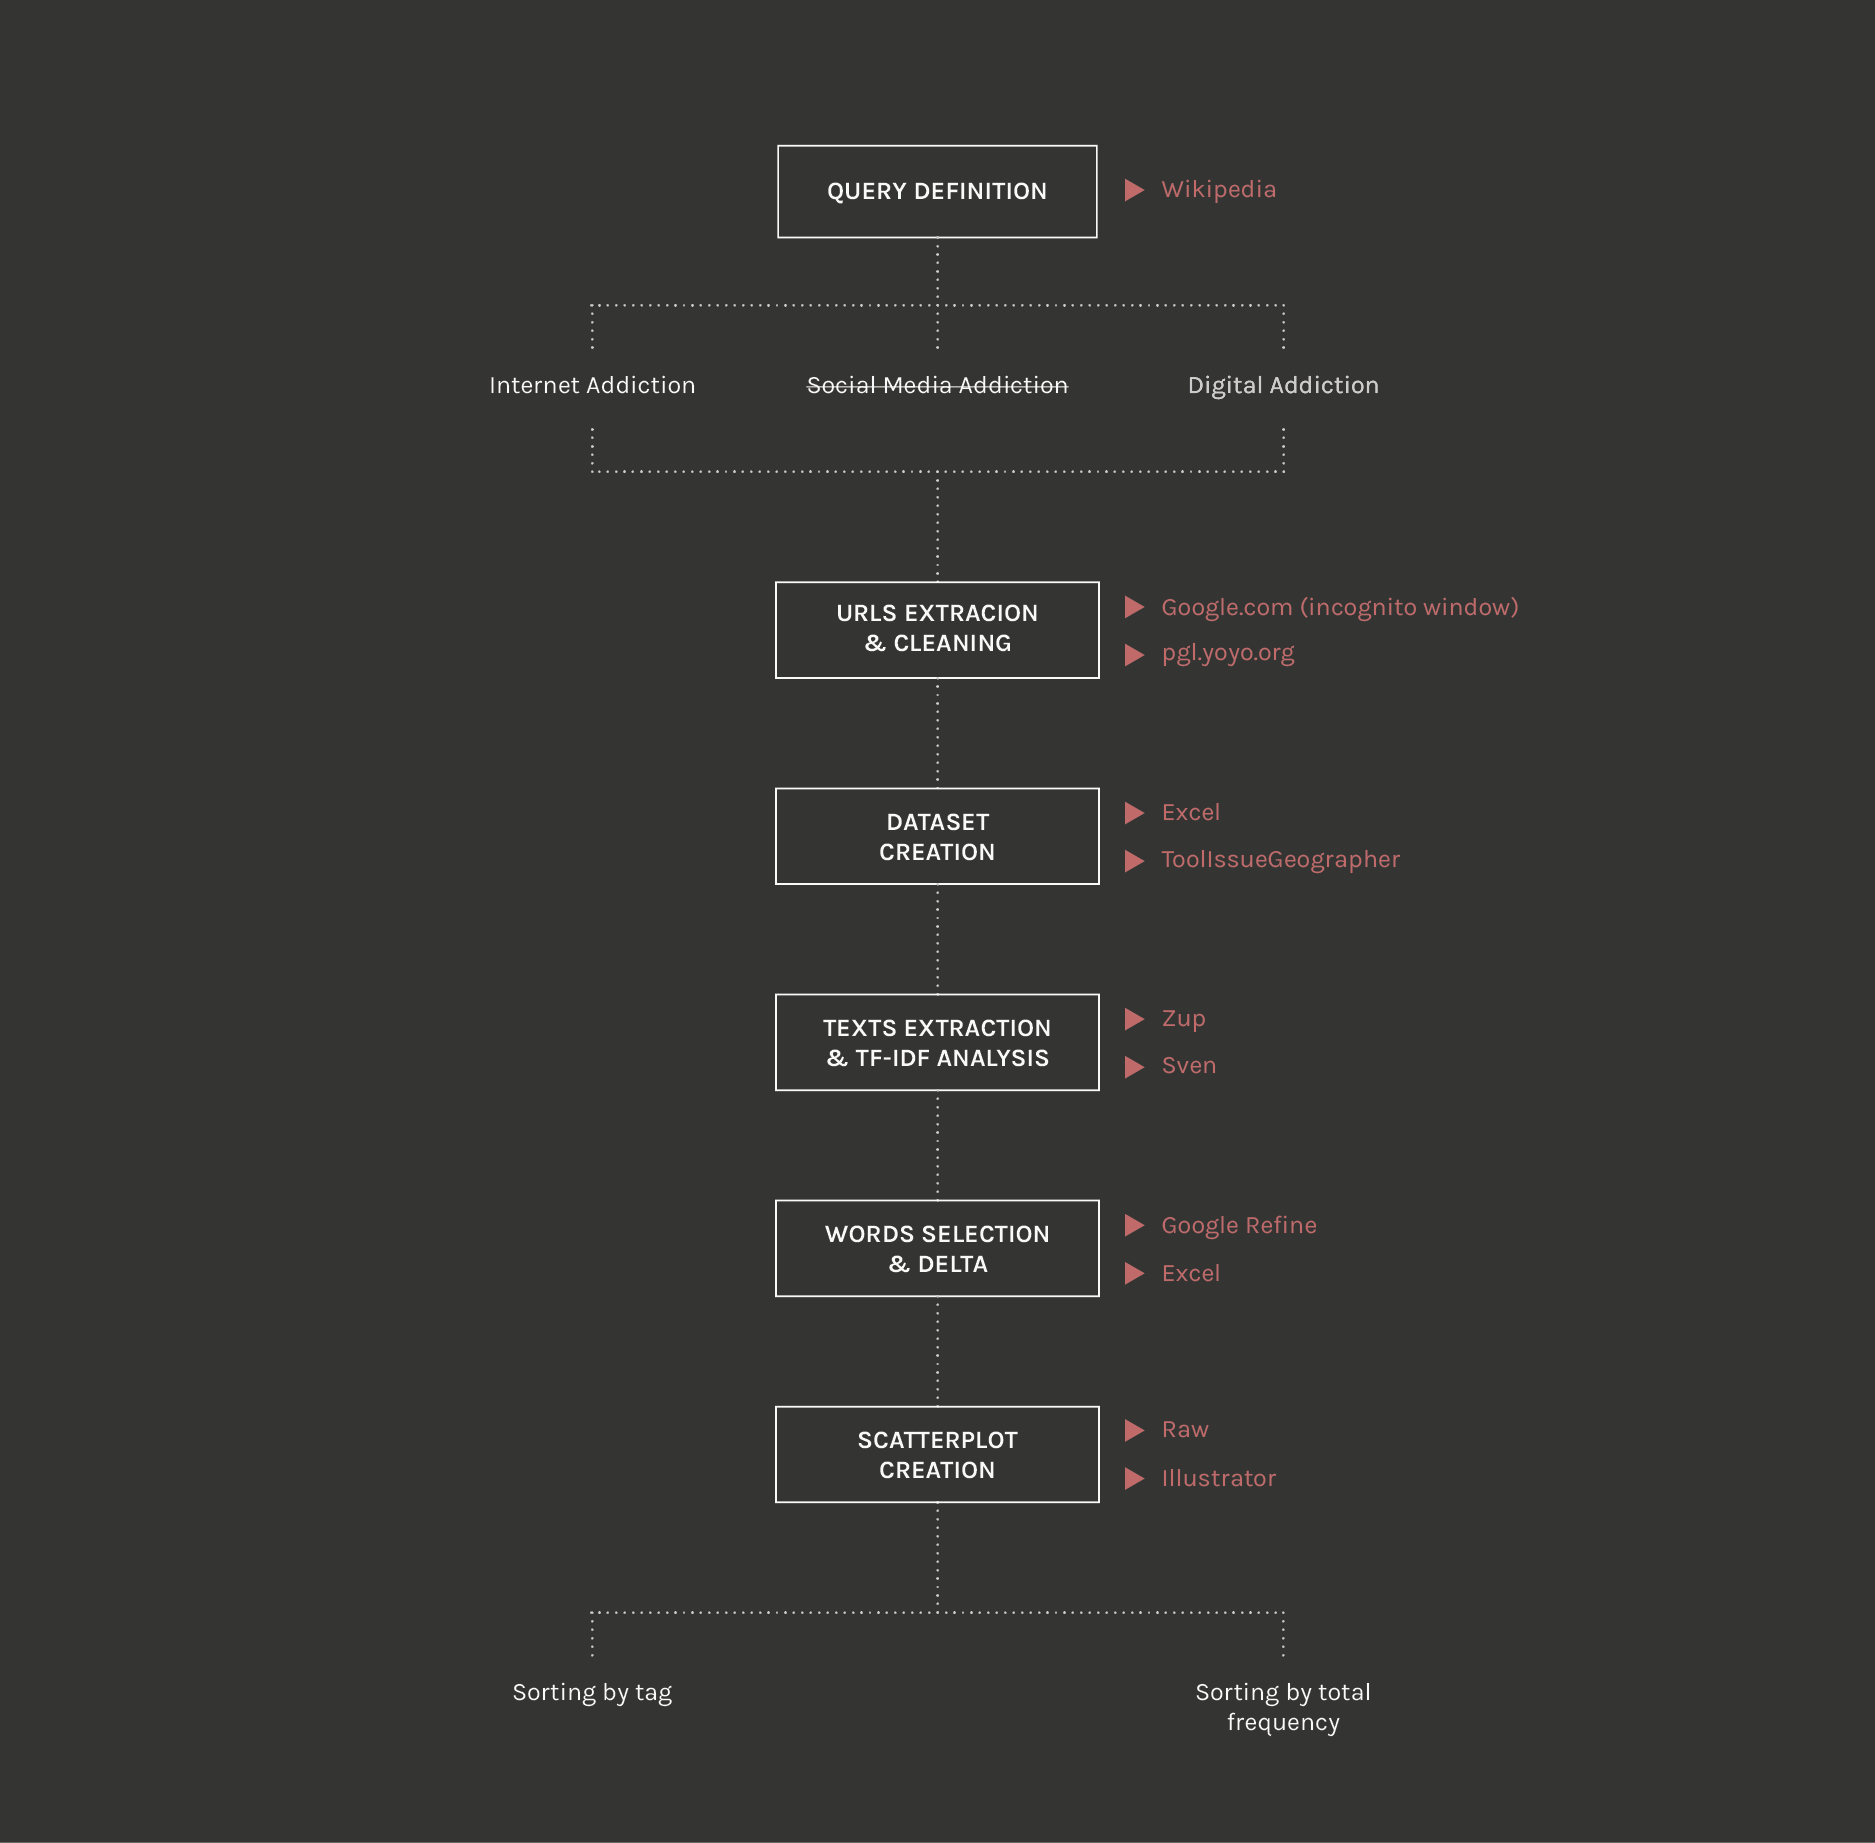 QUERY DEFINITION
Wikipedia
Internet Addiction
Social Media Addiction
Digital Addiction
URLS EXTRACION
& CLEANING
Google.com (incognito window)
pgl.yoyo.org
DATASET
CREATION
Excel
ToolIssueGeographer
TEXTS EXTRACTION
& TF-IDF ANALYSIS
Zup
Sven
WORDS SELECTION
& DELTA
Google Refine
Excel
SCATTERPLOT
CREATION
Raw
Illustrator
Sorting by tag
Sorting by total
frequency